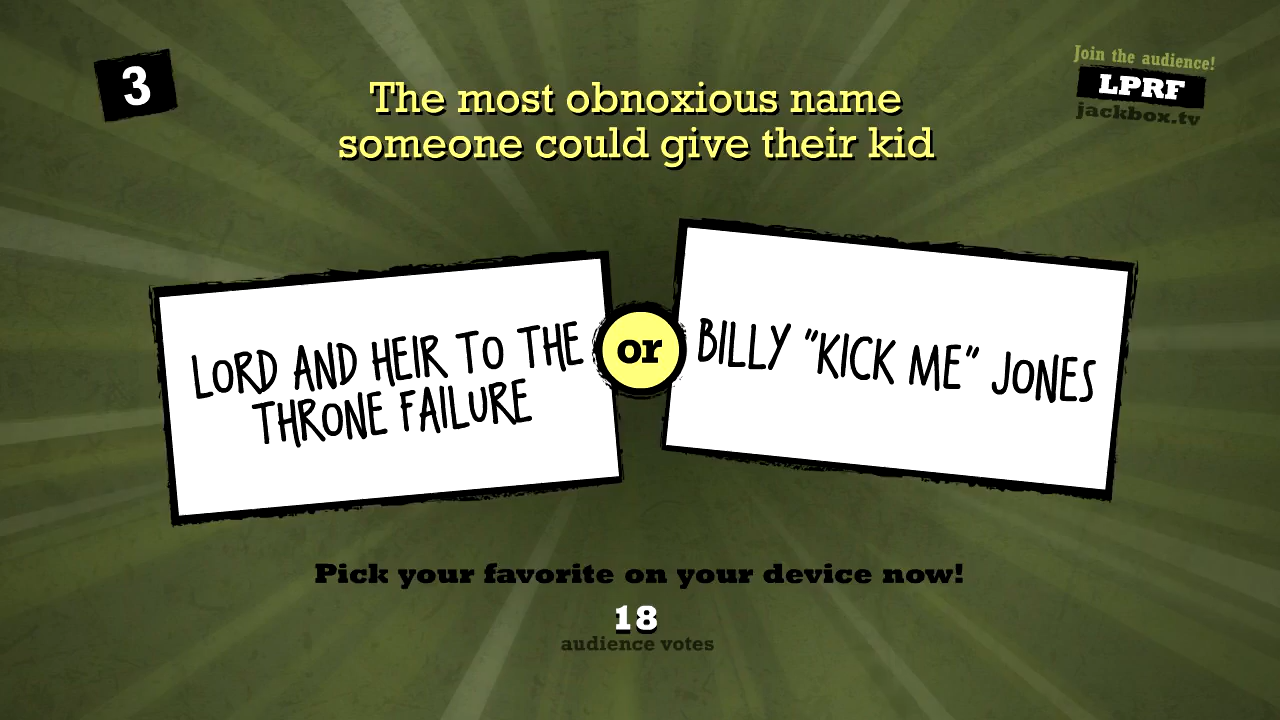 3
Join the audience!
LPRF
jackbox.tv
The most obnoxious name
someone could give their kid
LORD AND HEIR TO THE
THRONE FAILURE
or
BILLY "KICK ME" JONES
Pick your favorite on your device now!
18
audience votes